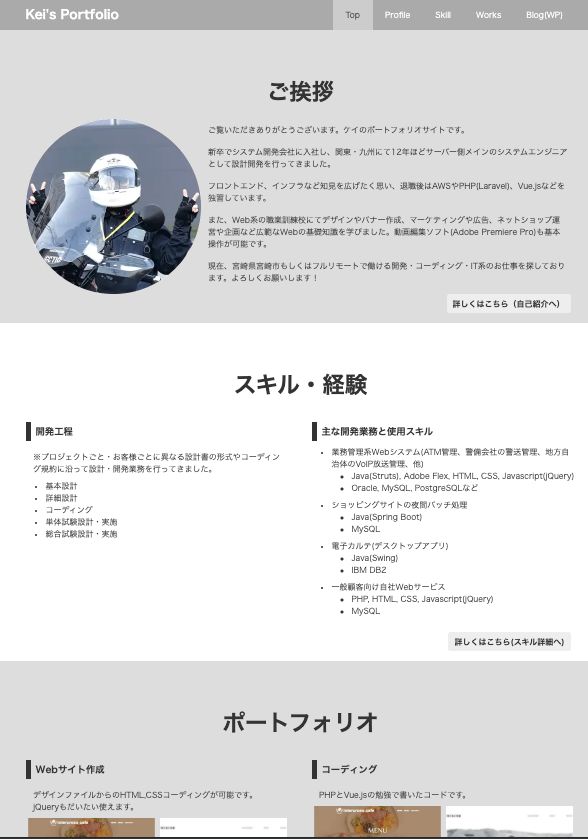 Kei's Portfolio
Top Profile Skill Works Blog(WP)
ご挨拶
ご覧いただきありがとうございます。ケイのポートフォリオサイトです。
新卒でシステム開発会社に入社し、関東・九州にて12年ほどサーバー側メインのシステムエンジニア
として設計開発を行ってきました。
フロントエンド、インフラなど知見を広げたく思い、退職後はAWSやPHP(Laravel)、Vue.jsなどを
独習しています。
また、Web系の職業訓練校にてデザインやバナー作成、マーケティングや広告、ネットショップ運
営や企画など広範なWebの基礎知識を学びました。動画編集ソフト(Adobe Premiere Pro)も基本
操作が可能です。
現在、宮崎県宮崎市もしくはフルリモートで働ける開発・コーディング・IT系のお仕事を探しており
ます。よろしくお願いします！
詳しくはこちら（自己紹介へ）
スキル・経験
開発工程
※プロジェクトごと・お客様ごとに異なる設計書の形式やコーディン
グ規約に沿って設計・開発業務を行ってきました。
• 基本設計
• 詳細設計
• コーディング
• 単体試験設計・実施
• 総合試験設計・実施
主な開発業務と使用スキル
• 業務管理系Webシステム(ATM管理、警備会社の警送管理、地方自
治体のVoIP放送管理、他)
• Java(Struts), Adobe Flex, HTML, CSS, Javascript(jQuery)
• Oracle, MySQL, PostgreSQLなど
• ショッピングサイトの夜間バッチ処理
• Java(Spring Boot)
• MySQL
• 電子カルテ(デスクトップアプリ)
• Java(Swing)
• IBM DB2
• 一般顧客向け自社Webサービス
• PHP, HTML, CSS, Javascript(jQuery)
• MySQL
詳しくはこちら(スキル詳細へ)
ポートフォリオ
Webサイト作成
デザインファイルからのHTML,CSSコーディングが可能です。
jQueryもだいたい使えます。
コーディング
PHPとVue.jsの勉強で書いたコードです。
MENU